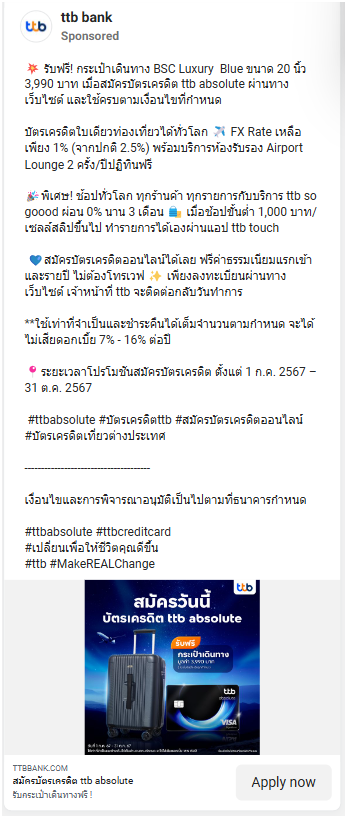 ttb bank
Sponsored
💥 รับฟรี! กระเป๋าเดินทาง BSC Luxury Blue ขนาด 20 นิ้ว
3,990 บาท เมื่อสมัครบัตรเครดิต ttb absolute ผ่านทาง
เว็บไซต์ และใช้ครบตามเงื่อนไขที่กำหนด
บัตรเครดิตใบเดียวท่องเที่ยวได้ทั่วโลก ✈️ FX Rate เหลือ
เพียง 1% (จากปกติ 2.5%) พร้อมบริการห้องรับรอง Airport
Lounge 2 ครั้ง/ปีปฏิทินฟรี
🎉พิเศษ! ช้อปทั่วโลก ทุกร้านค้า ทุกรายการกับบริการ ttb so
goood ผ่อน 0% นาน 3 เดือน 🛍️ เมื่อช้อปขั้นต่ำ 1,000 บาท/
เซลล์สลิปขึ้นไป ทำรายการได้เองผ่านแอป ttb touch
💙สมัครบัตรเครดิตออนไลน์ได้เลย ฟรีค่าธรรมเนียมแรกเข้า
และรายปี ไม่ต้องโทรเวฟ ✨ เพียงลงทะเบียนผ่านทาง
เว็บไซต์ เจ้าหน้าที่ ttb จะติดต่อกลับวันทำการ
**ใช้เท่าที่จำเป็นและชำระคืนได้เต็มจำนวนตามกำหนด จะได้
ไม่เสียดอกเบี้ย 7% - 16% ต่อปี
📍ระยะเวลาโปรโมชันสมัครบัตรเครดิต ตั้งแต่ 1 ก.ค. 2567 –
31 ต.ค. 2567
#ttbabsolute #บัตรเครดิตttb #สมัครบัตรเครดิตออนไลน์
#บัตรเครดิตเที่ยวต่างประเทศ
--------------------------------------
เงื่อนไขและการพิจารณาอนุมัติเป็นไปตามที่ธนาคารกำหนด
#ttbabsolute #ttbcreditcard
#เปลี่ยนเพื่อให้ชีวิตคุณดีขึ้น
#ttb #MakeREALChange
ttb
สมัครวันนี้
บัตรเครดิต ttb absolute
รับฟรี
กระเป๋าเดินทาง
มูลค่า 3,990 บาท
ttb
absolute
VISA
TTBBANK.COM
สมัครบัตรเครดิต ttb absolute
รับกระเป๋าเดินทางฟรี !
Apply now